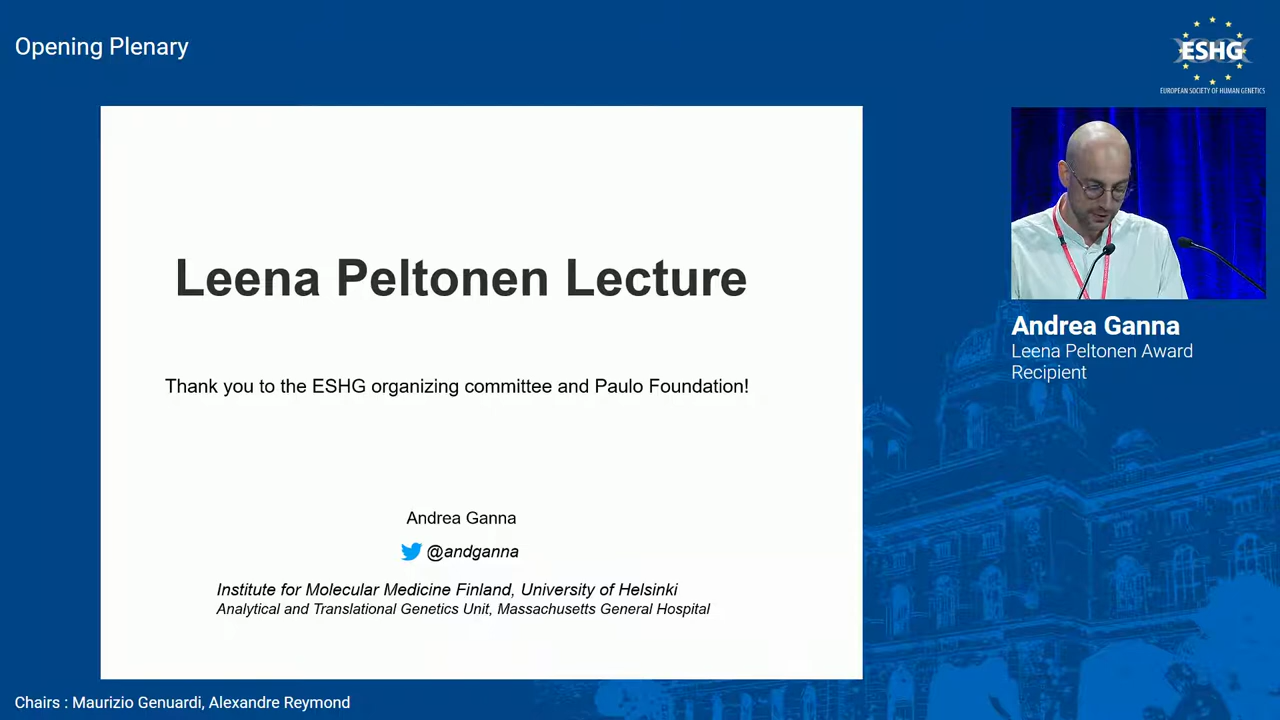 Opening Plenary
ESHG
EUROPEAN SOCIETY OF HUMAN GENETICS
Leena Peltonen Lecture
Thank you to the ESHG organizing committee and Paulo Foundation!
Andrea Ganna
@andganna
Institute for Molecular Medicine Finland, University of Helsinki
Analytical and Translational Genetics Unit, Massachusetts General Hospital
Andrea Ganna
Leena Peltonen Award
Recipient
Chairs : Maurizio Genuardi, Alexandre Reymond